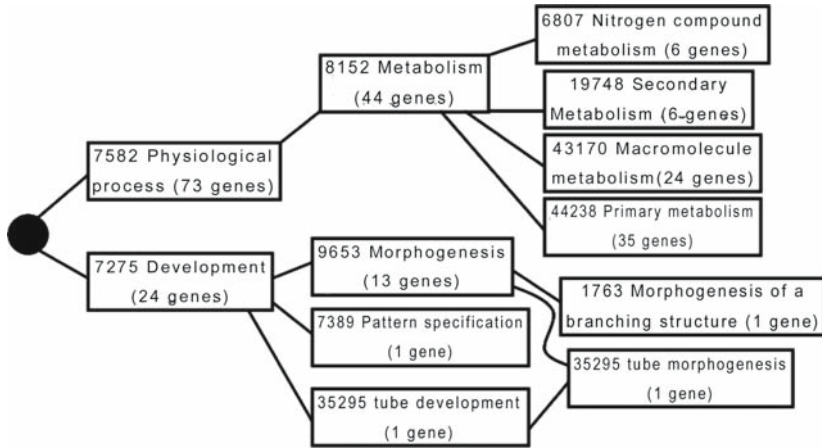 6807 Nitrogen compound
metabolism (6 genes)
8152 Metabolism
(44 genes)
19748 Secondary
Metabolism (6 genes)
43170 Macromolecule
metabolism(24 genes)
7582 Physiological
process (73 genes)
44238 Primary metabolism
(35 genes)
7275 Development
(24 genes)
9653 Morphogenesis
(13 genes)
1763 Morphogenesis of a
branching structure (1 gene)
7389 Pattern specification
(1 gene)
35295 tube morphogenesis
(1 gene)
35295 tube development
(1 gene)